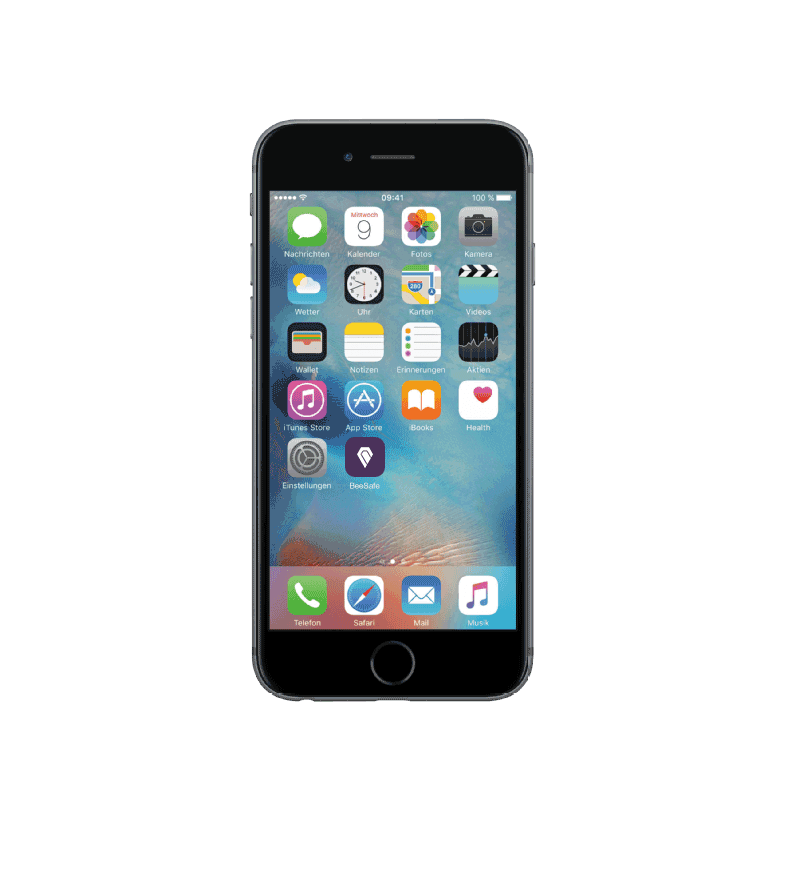 09:41 100 %
Mittwoch
9
Nachrichten Kalender Fotos Kamera
280
Wetter Uhr Karten Videos
Wallet Notizen Erinnerungen Aktien
iTunes Store App Store iBooks Health
Einstellungen BeeSafe
Telefon Safari Mail Musik